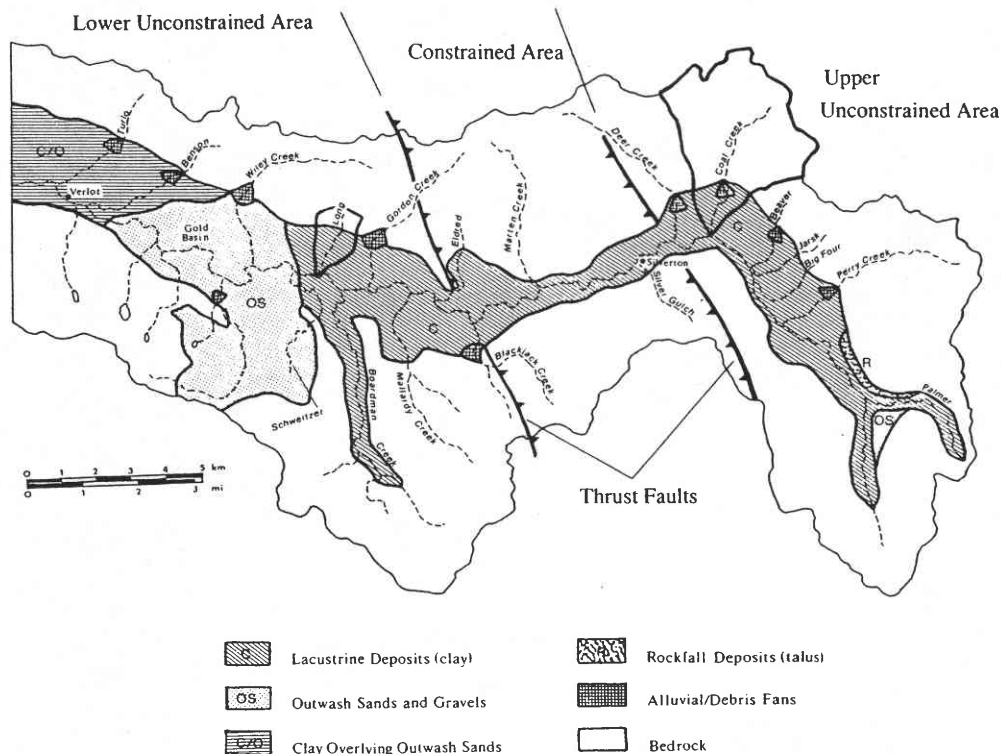 Lower Unconstrained Area
Constrained Area
Upper
Unconstrained Area
C/O
Turlo
Benson
Wiley Creek
Verlot
Gold
Basin
OS
Long
Gordon Creek
Eldred
Marten Creek
Deer Creek
Coal Creek
C
Beaver
Jarsk
Big Four
Perry Creek
Silverton
Silver Gulch
C
Blackjack Creek
Mallardy Creek
Boardman
Creek
Schweitzer
R
Palmer
OS
0 1 2 3 4 5 km
0 1 2 3 mi
Thrust Faults
C Lacustrine Deposits (clay)
Rockfall Deposits (talus)
OS Outwash Sands and Gravels
Alluvial/Debris Fans
C/O Clay Overlying Outwash Sands
Bedrock